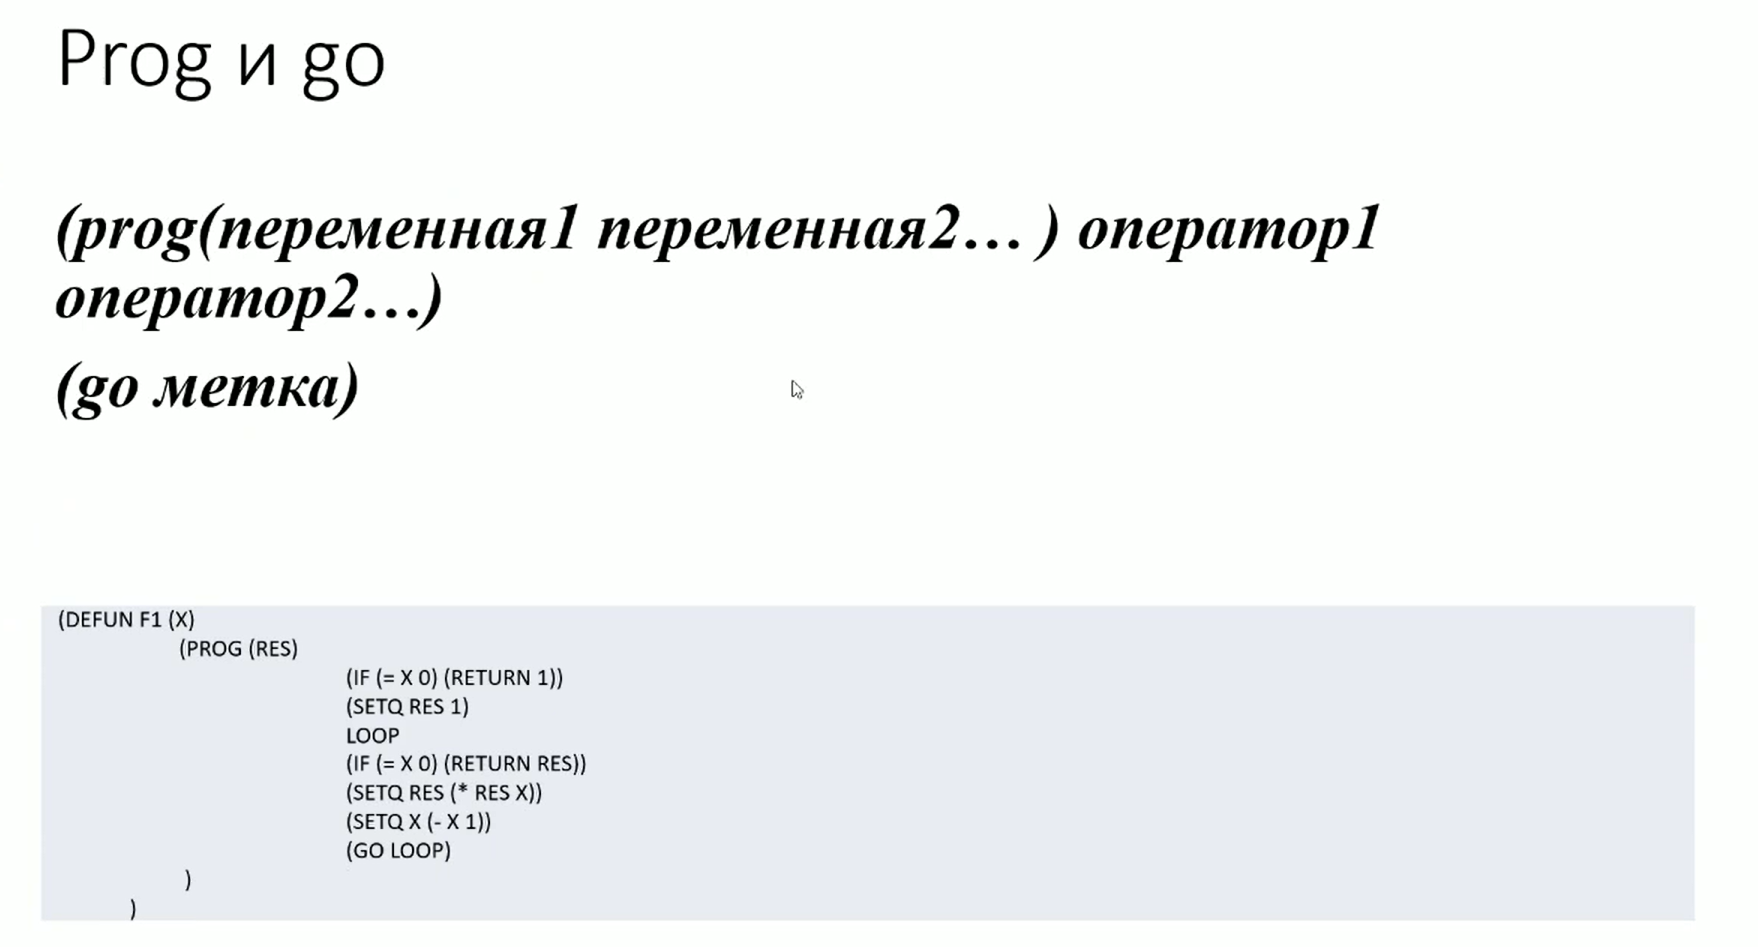 Prog и go
(prog(переменная1 переменная2… ) оператор1
оператор2…)
(go метка)
(DEFUN F1 (X)
(PROG (RES)
(IF (= X 0) (RETURN 1))
(SETQ RES 1)
LOOP
(IF (= X 0) (RETURN RES))
(SETQ RES (* RES X))
(SETQ X (- X 1))
(GO LOOP)
)
)